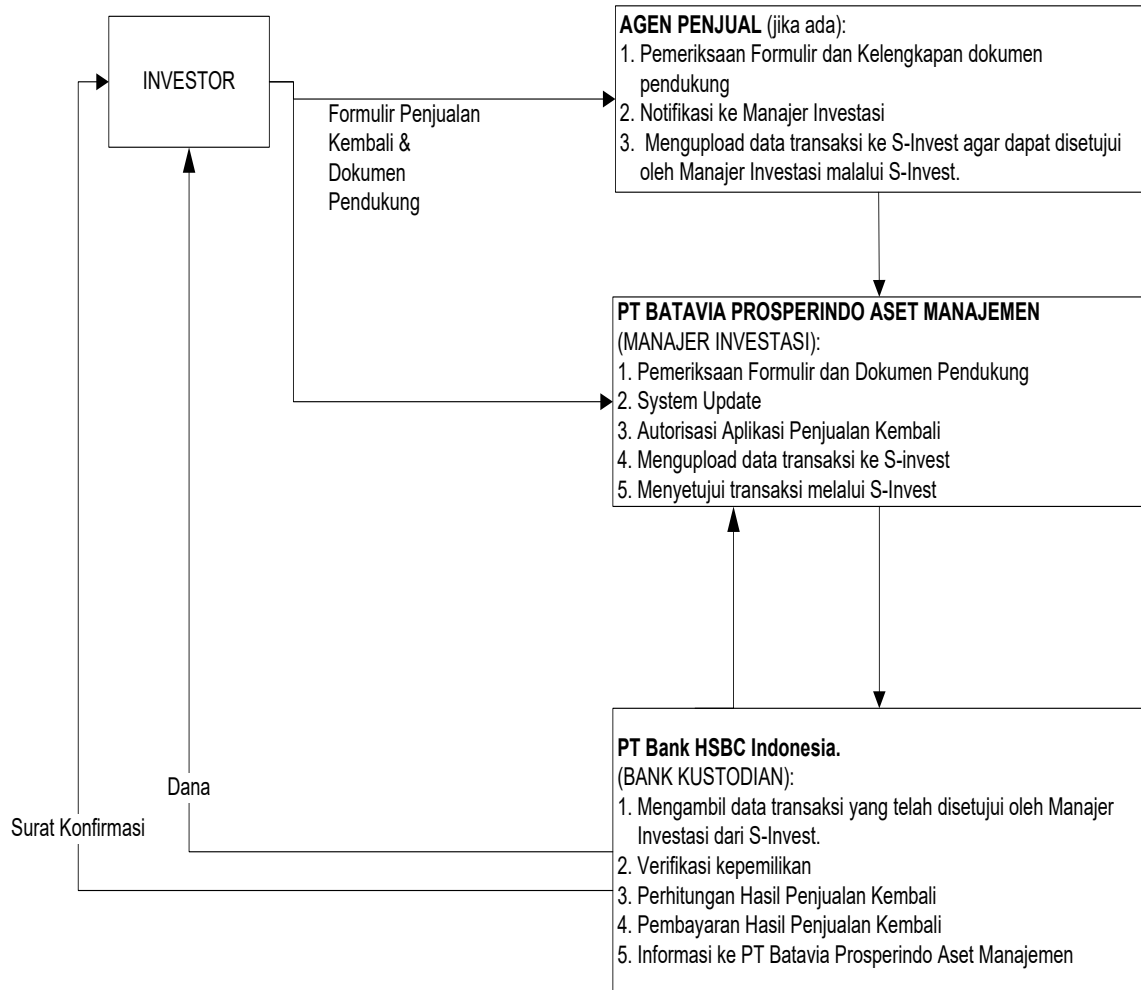 INVESTOR
Formulir Penjualan
Kembali &
Dokumen
Pendukung
AGEN PENJUAL (jika ada):
1. Pemeriksaan Formulir dan Kelengkapan dokumen
pendukung
2. Notifikasi ke Manajer Investasi
3. Mengupload data transaksi ke S-Invest agar dapat disetujui
oleh Manajer Investasi malalui S-Invest.
PT BATAVIA PROSPERINDO ASET MANAJEMEN
(MANAJER INVESTASI):
1. Pemeriksaan Formulir dan Dokumen Pendukung
2. System Update
3. Autorisasi Aplikasi Penjualan Kembali
4. Mengupload data transaksi ke S-invest
5. Menyetujui transaksi melalui S-Invest
Dana
Surat Konfirmasi
PT Bank HSBC Indonesia.
(BANK KUSTODIAN):
1. Mengambil data transaksi yang telah disetujui oleh Manajer
Investasi dari S-Invest.
2. Verifikasi kepemilikan
3. Perhitungan Hasil Penjualan Kembali
4. Pembayaran Hasil Penjualan Kembali
5. Informasi ke PT Batavia Prosperindo Aset Manajemen